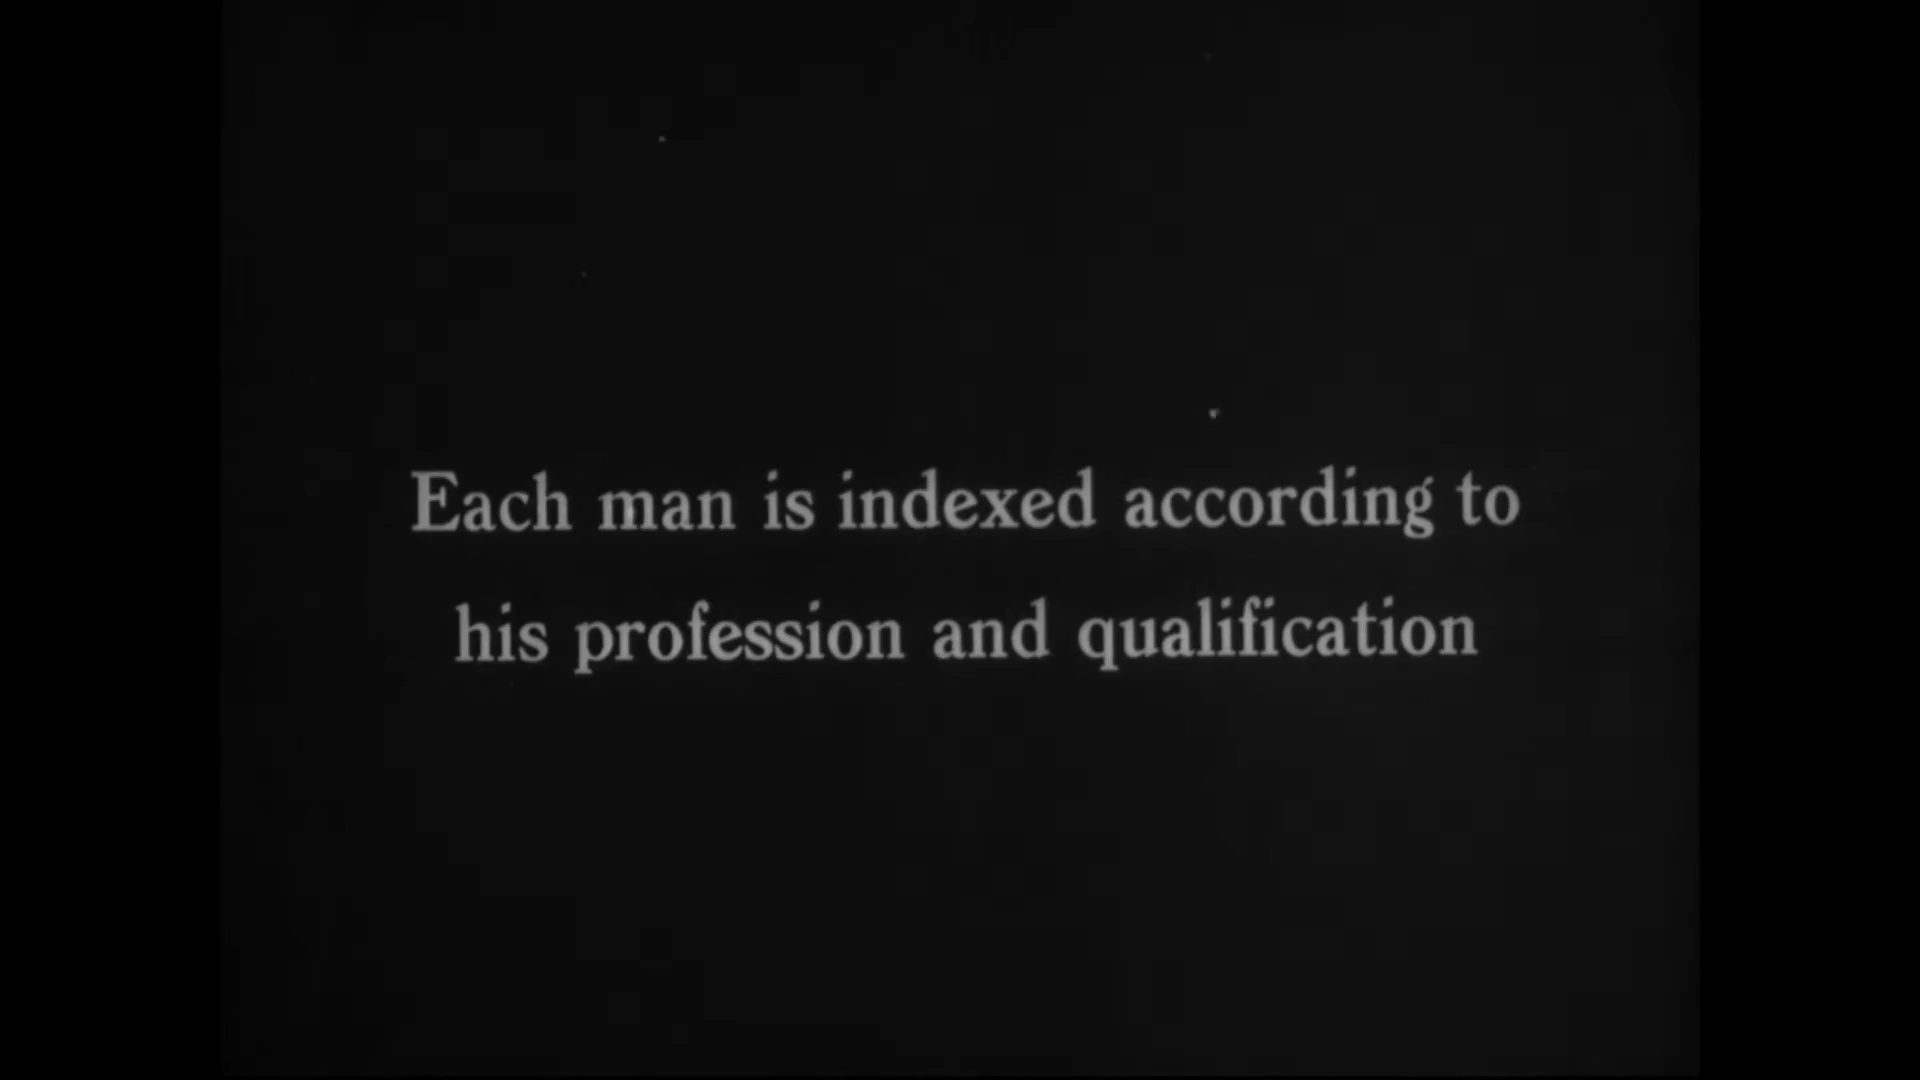 Each man is indexed according to
his profession and qualification